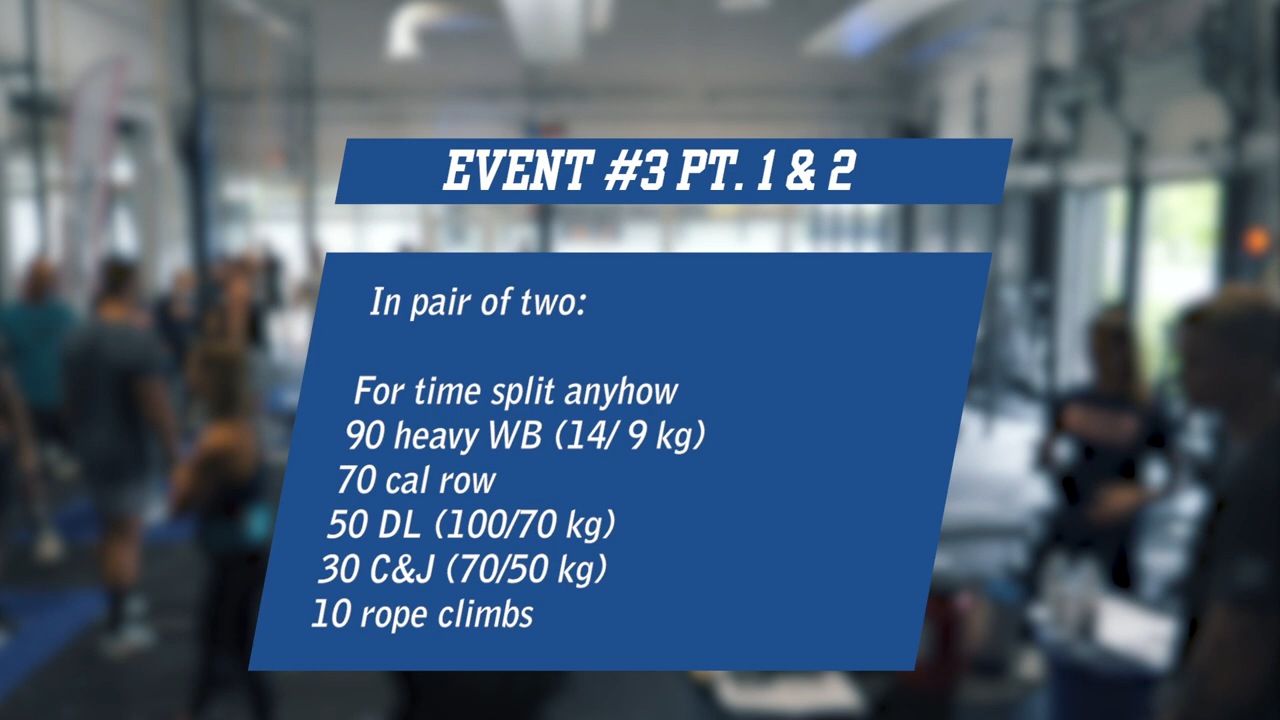 EVENT #3 PT. 1 & 2
In pair of two:
For time split anyhow
90 heavy WB (14/ 9 kg)
70 cal row
50 DL (100/70 kg)
30 C&J (70/50 kg)
10 rope climbs